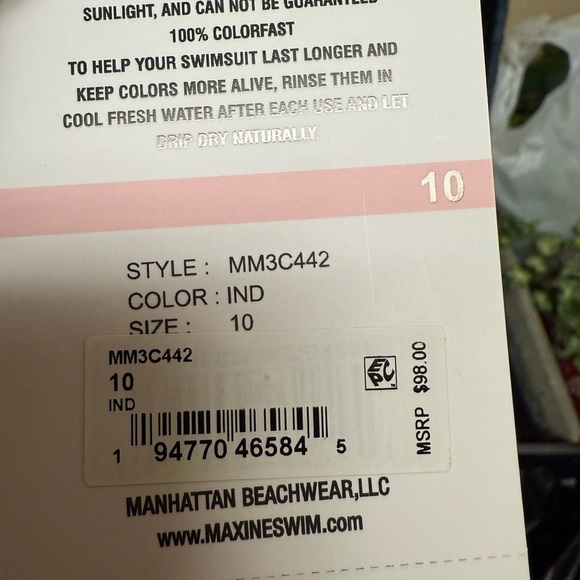 SUNLIGHT, AND CAN NOT BE GUARANTEED
100% COLORFAST
TO HELP YOUR SWIMSUIT LAST LONGER AND
KEEP COLORS MORE ALIVE, RINSE THEM IN
COOL FRESH WATER AFTER EACH USE AND LET
DRIP DRY NATURALLY
10
STYLE : MM3C442
COLOR : IND
SIZE : 10
MM3C442
10
IND
EPC
MSRP $98.00
1 94770 46584 5
MANHATTAN BEACHWEAR,LLC
www.MAXINESWIM.com